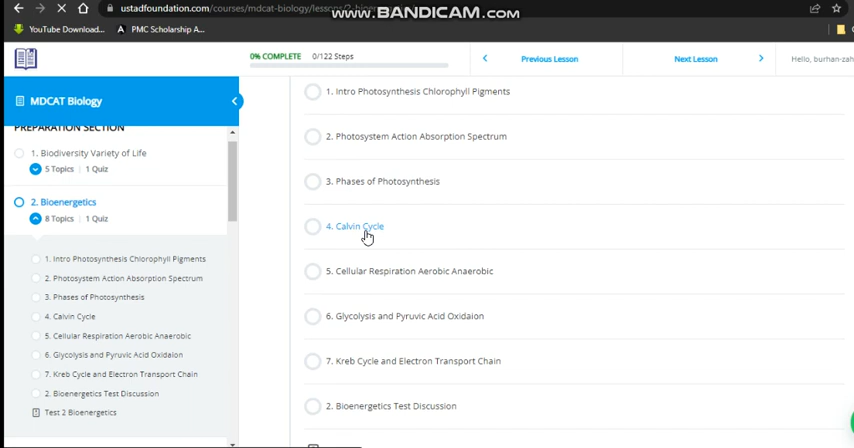 ustadfoundation.com/courses/mdcat-biology/lessons/2-bioener
www.BANDICAM.com
YouTube Download...
PMC Scholarship A...
0% COMPLETE 0/122 Steps
Previous Lesson
Next Lesson
Hello, burhan-zah
MDCAT Biology
PREPARATION SECTION
1. Biodiversity Variety of Life
5 Topics | 1 Quiz
2. Bioenergetics
8 Topics | 1 Quiz
1. Intro Photosynthesis Chlorophyll Pigments
2. Photosystem Action Absorption Spectrum
3. Phases of Photosynthesis
4. Calvin Cycle
5. Cellular Respiration Aerobic Anaerobic
6. Glycolysis and Pyruvic Acid Oxidaion
7. Kreb Cycle and Electron Transport Chain
2. Bioenergetics Test Discussion
Test 2 Bioenergetics
1. Intro Photosynthesis Chlorophyll Pigments
2. Photosystem Action Absorption Spectrum
3. Phases of Photosynthesis
4. Calvin Cycle
5. Cellular Respiration Aerobic Anaerobic
6. Glycolysis and Pyruvic Acid Oxidaion
7. Kreb Cycle and Electron Transport Chain
2. Bioenergetics Test Discussion